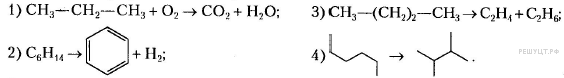 1) CH₃—CH₂—CH₃ + O₂ → CO₂ + H₂O;
3) CH₃—(CH₂)₂—CH₃ → C₂H₄ + C₂H₆;
2) C₆H₁₄ → + H₂;
4) → .
РЕШУЦТ.РФ